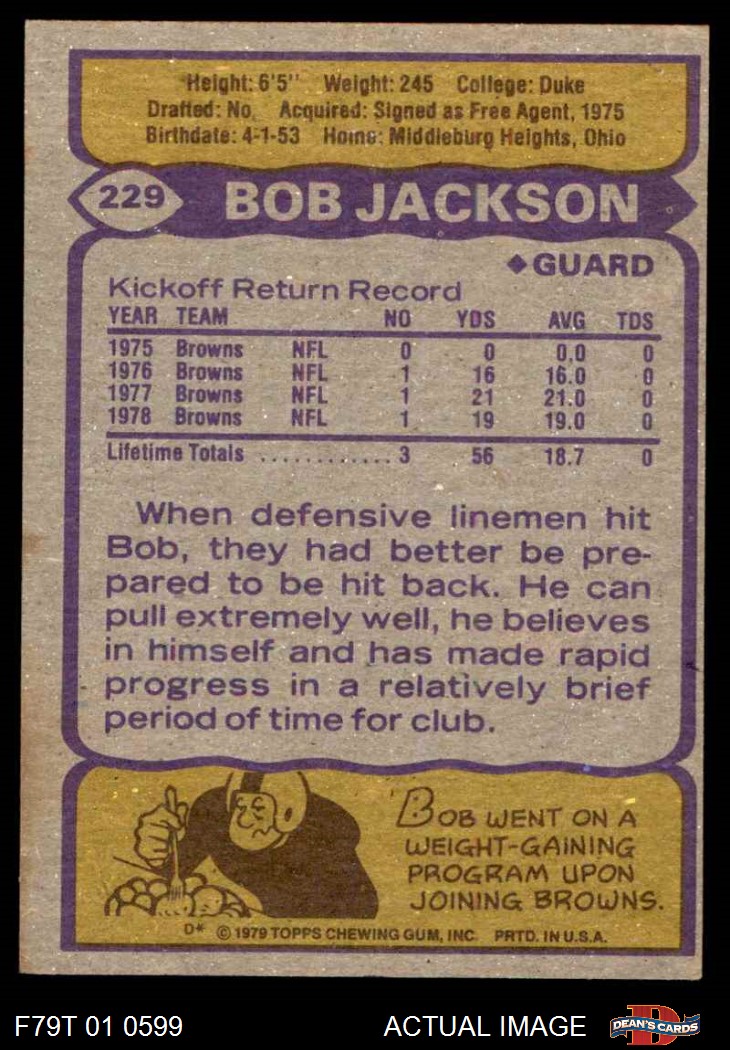 Height: 6'5" Weight: 245 College: Duke
Drafted: No. Acquired: Signed as Free Agent, 1975
Birthdate: 4-1-53 Home: Middleburg Heights, Ohio
229 BOB JACKSON
◆GUARD
Kickoff Return Record
YEAR TEAM NO YDS AVG TDS
1975 Browns NFL 0 0 0.0 0
1976 Browns NFL 1 16 16.0 0
1977 Browns NFL 1 21 21.0 0
1978 Browns NFL 1 19 19.0 0
Lifetime Totals ............ 3 56 18.7 0
When defensive linemen hit
Bob, they had better be pre-
pared to be hit back. He can
pull extremely well, he believes
in himself and has made rapid
progress in a relatively brief
period of time for club.
BOB WENT ON A
WEIGHT-GAINING
PROGRAM UPON
JOINING BROWNS.
D* © 1979 TOPPS CHEWING GUM, INC. PRTD. IN U.S.A.
F79T 01 0599 ACTUAL IMAGE D DEAN'S CARDS